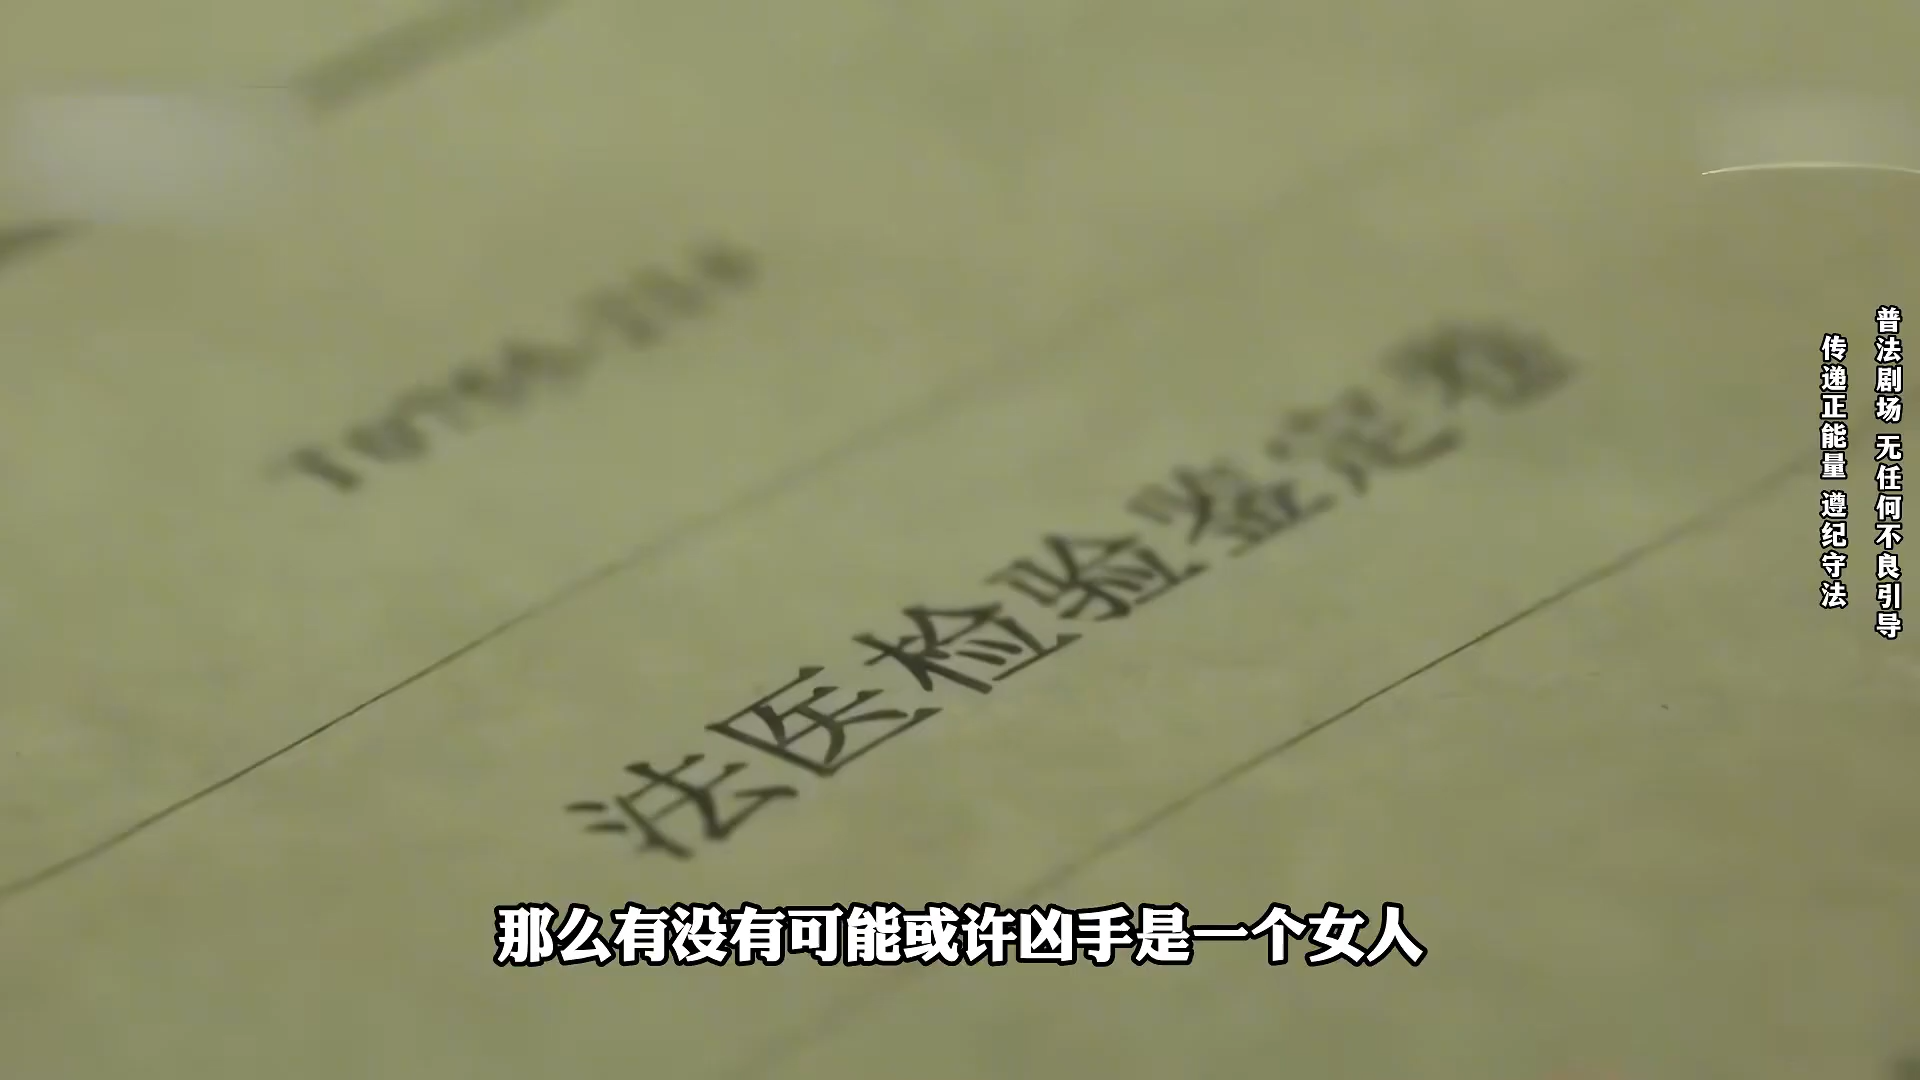 普法剧场 无任何不良引导
传递正能量 遵纪守法
法医检验鉴定
那么有没有可能或许凶手是一个女人